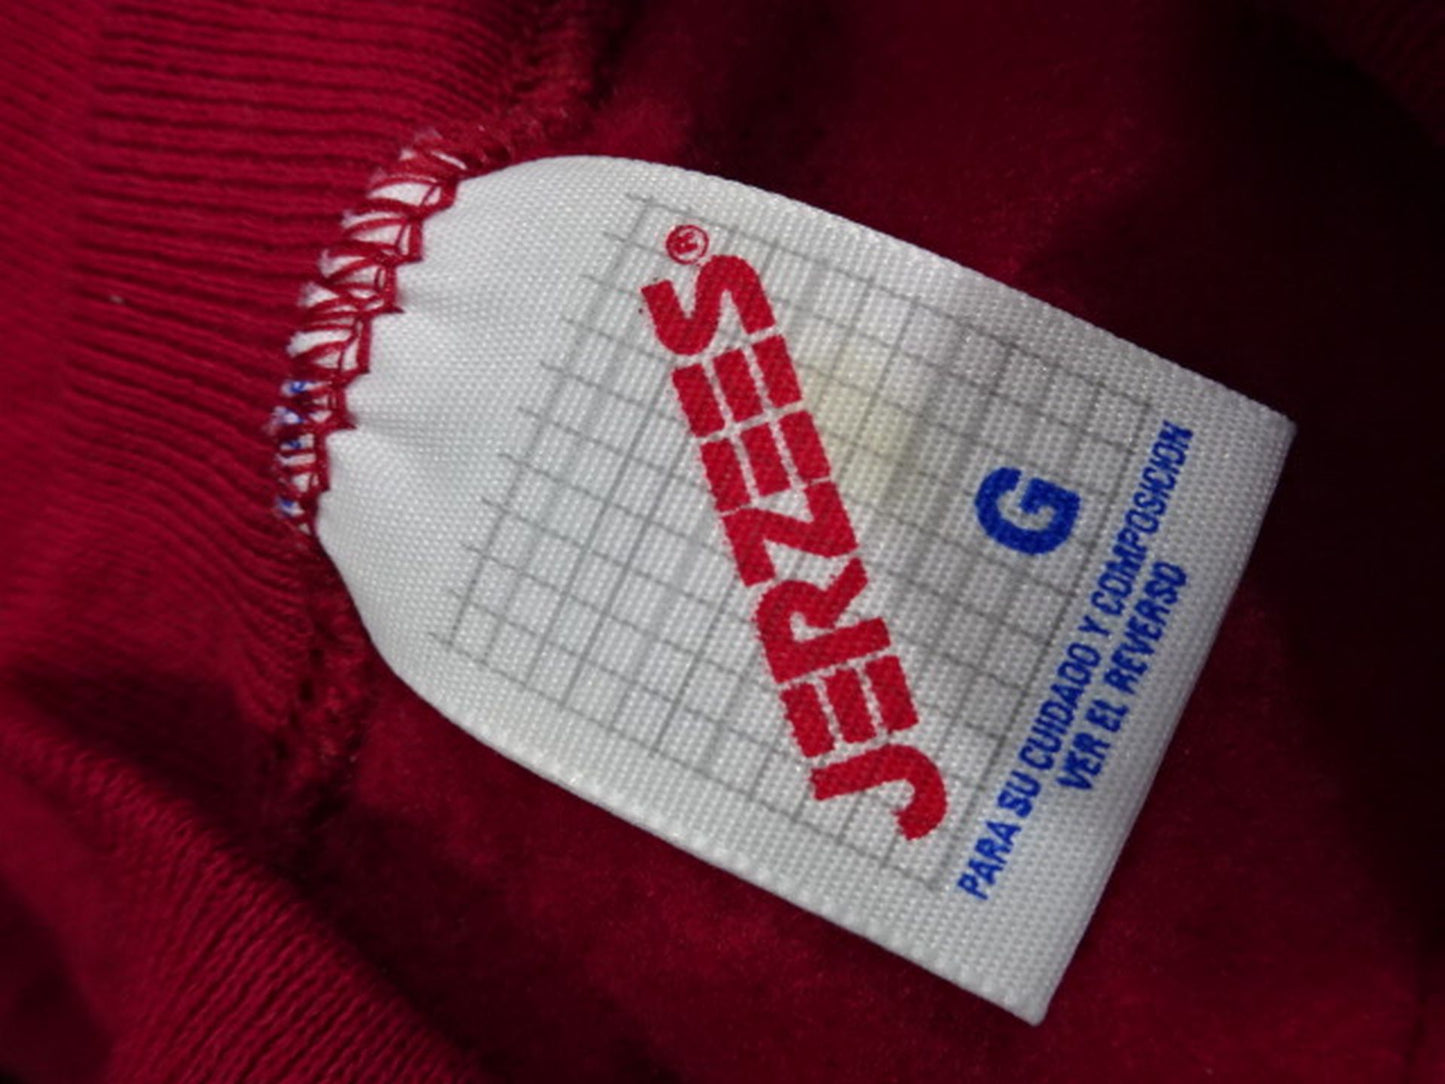 JERZEES®
G
PARA SU CUIDADO Y COMPOSICION
VER EL REVERSO